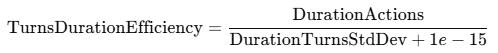 TurnsDurationEfficiency = DurationActions / DurationTurnsStdDev + 1e − 15